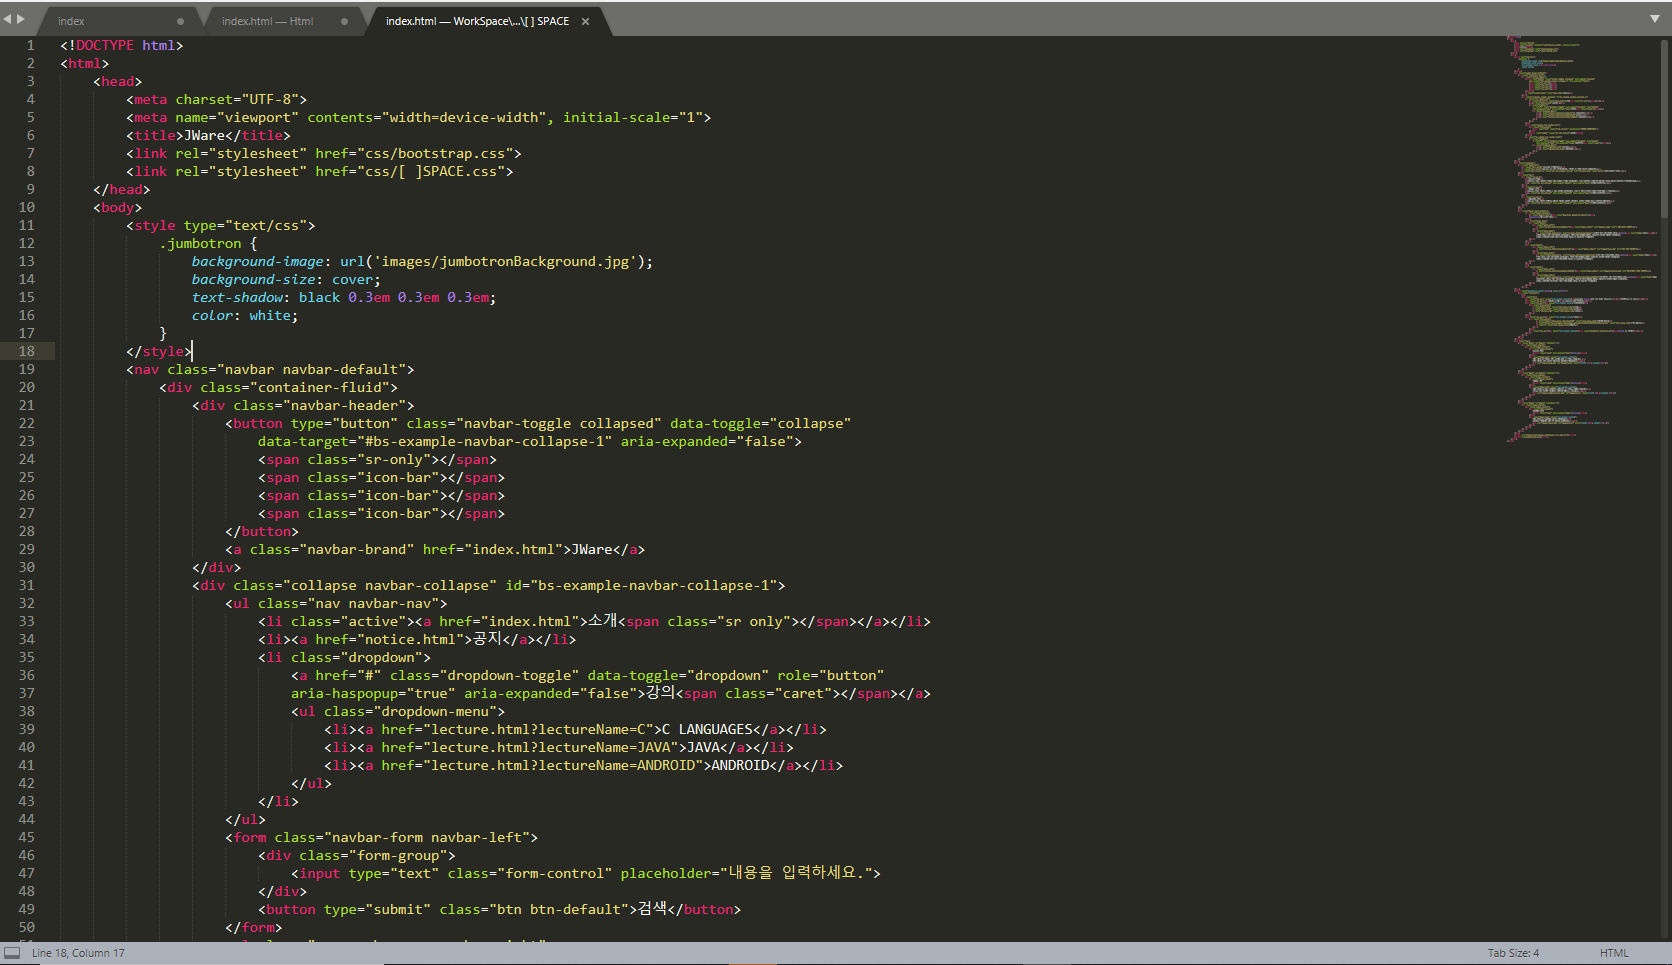 index
index.html — Html
index.html — WorkSpace\...\[ ] SPACE
1 <!DOCTYPE html>
2 <html>
3 <head>
4 <meta charset="UTF-8">
5 <meta name="viewport" contents="width=device-width", initial-scale="1">
6 <title>JWare</title>
7 <link rel="stylesheet" href="css/bootstrap.css">
8 <link rel="stylesheet" href="css/[ ]SPACE.css">
9 </head>
10 <body>
11 <style type="text/css">
12 .jumbotron {
13 background-image: url('images/jumbotronBackground.jpg');
14 background-size: cover;
15 text-shadow: black 0.3em 0.3em 0.3em;
16 color: white;
17 }
18 </style>
19 <nav class="navbar navbar-default">
20 <div class="container-fluid">
21 <div class="navbar-header">
22 <button type="button" class="navbar-toggle collapsed" data-toggle="collapse"
23 data-target="#bs-example-navbar-collapse-1" aria-expanded="false">
24 <span class="sr-only"></span>
25 <span class="icon-bar"></span>
26 <span class="icon-bar"></span>
27 <span class="icon-bar"></span>
28 </button>
29 <a class="navbar-brand" href="index.html">JWare</a>
30 </div>
31 <div class="collapse navbar-collapse" id="bs-example-navbar-collapse-1">
32 <ul class="nav navbar-nav">
33 <li class="active"><a href="index.html">소개<span class="sr only"></span></a></li>
34 <li><a href="notice.html">공지</a></li>
35 <li class="dropdown">
36 <a href="#" class="dropdown-toggle" data-toggle="dropdown" role="button"
37 aria-haspopup="true" aria-expanded="false">강의<span class="caret"></span></a>
38 <ul class="dropdown-menu">
39 <li><a href="lecture.html?lectureName=C">C LANGUAGES</a></li>
40 <li><a href="lecture.html?lectureName=JAVA">JAVA</a></li>
41 <li><a href="lecture.html?lectureName=ANDROID">ANDROID</a></li>
42 </ul>
43 </li>
44 </ul>
45 <form class="navbar-form navbar-left">
46 <div class="form-group">
47 <input type="text" class="form-control" placeholder="내용을 입력하세요.">
48 </div>
49 <button type="submit" class="btn btn-default">검색</button>
50 </form>
Line 18, Column 17
Tab Size: 4
HTML